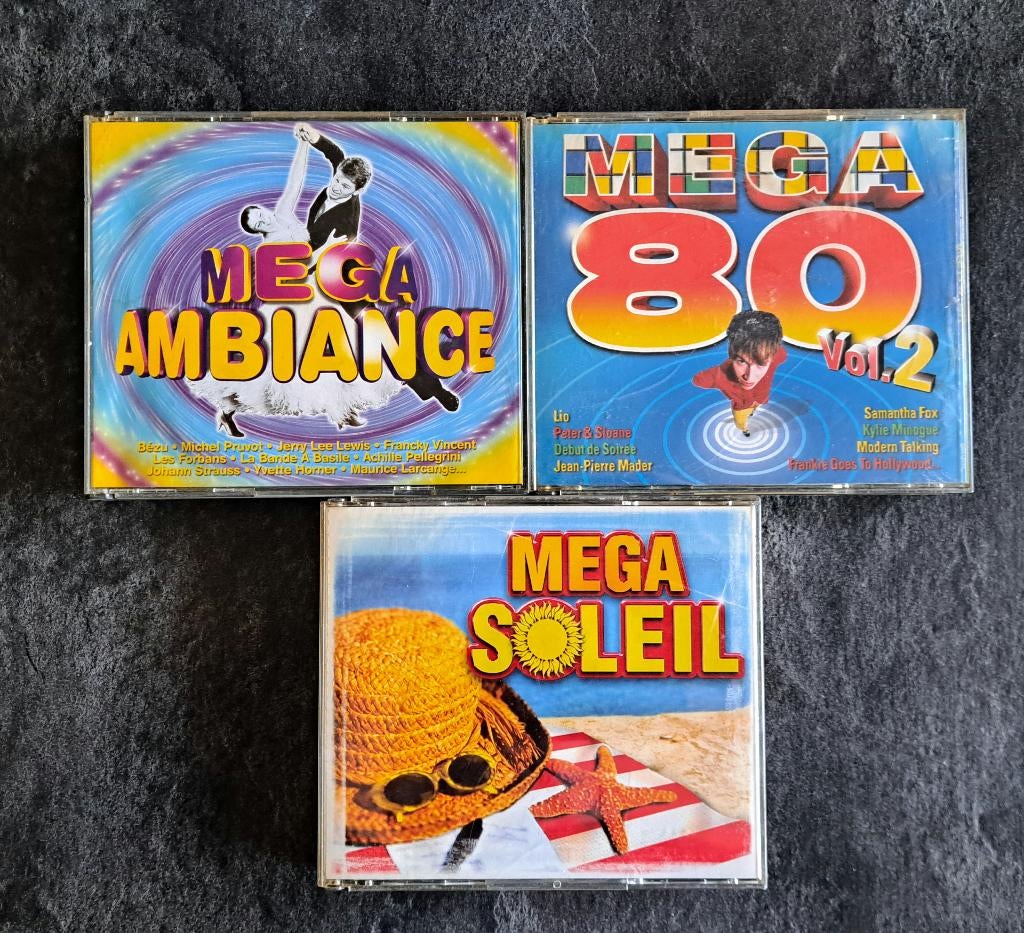 MEGA
AMBIANCE
Bézu • Michel Pruvot • Jerry Lee Lewis • Francky Vincent
Les Forbans • La Bande À Basile • Achille Pellegrini
Johann Strauss • Yvette Horner • Maurice Larcange...
MEGA
80
Vol.2
Lio
Peter & Sloane
Début de Soirée
Jean-Pierre Mader
Samantha Fox
Kylie Minogue
Modern Talking
Frankie Goes To Hollywood...
MEGA
SOLEIL